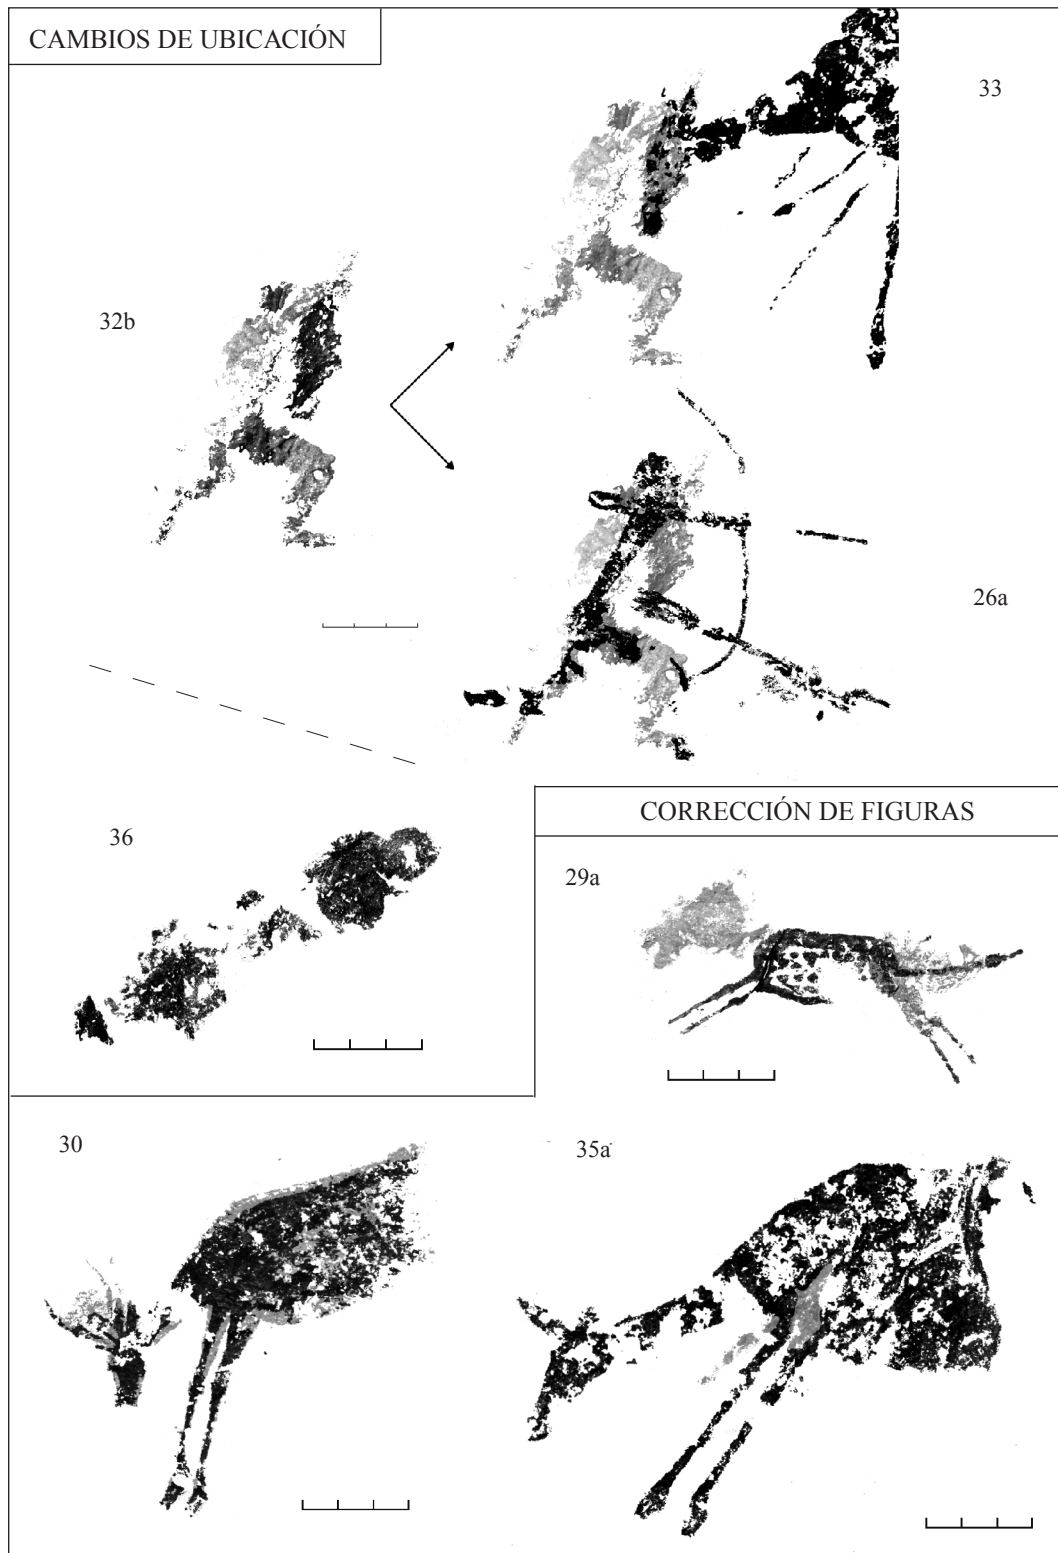 CAMBIOS DE UBICACIÓN
33
32b
26a
36
CORRECCIÓN DE FIGURAS
29a
30
35a